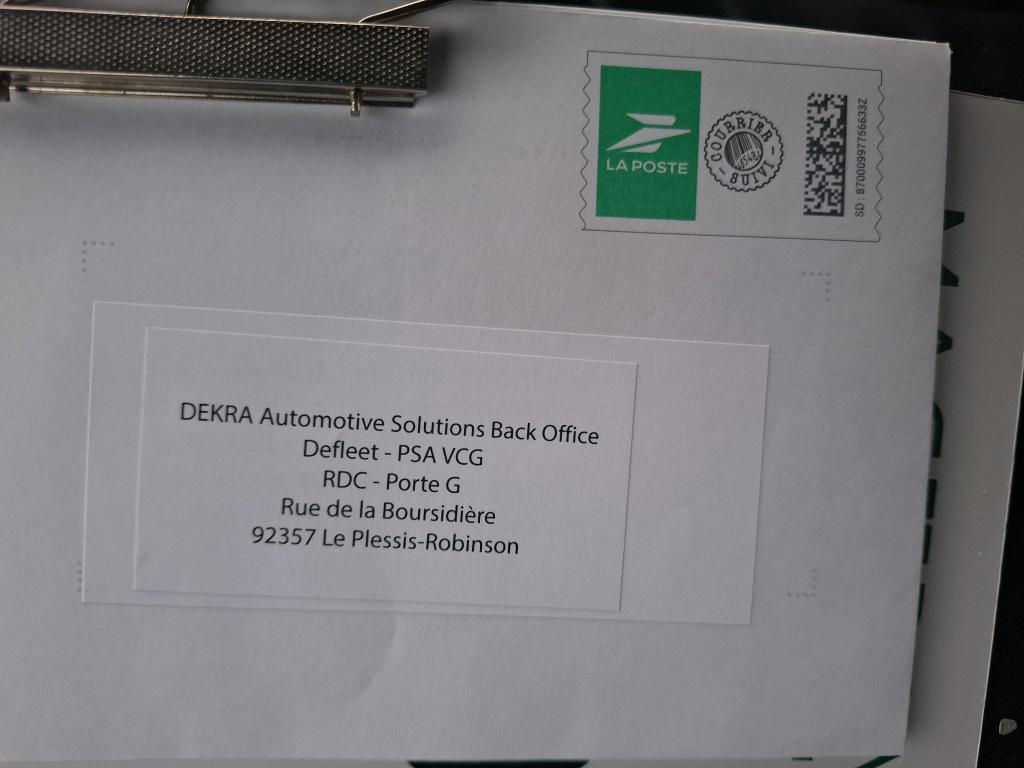 LA POSTE
COURRIER
SUIVI
SD : 87000997756633Z
DEKRA Automotive Solutions Back Office
Defleet - PSA VCG
RDC - Porte G
Rue de la Boursidière
92357 Le Plessis-Robinson